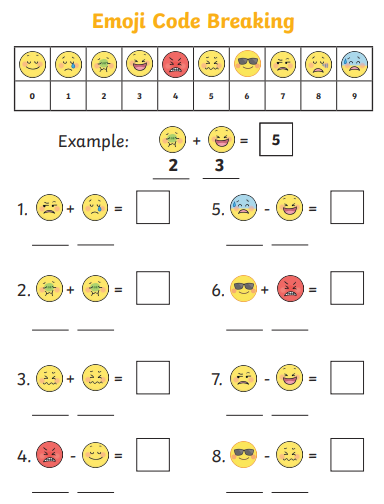 Emoji Code Breaking
0 1 2 3 4 5 6 7 8 9
Example: + = 5
2 3
1. + =
5. - =
2. + =
6. + =
3. + =
7. - =
4. - =
8. - =